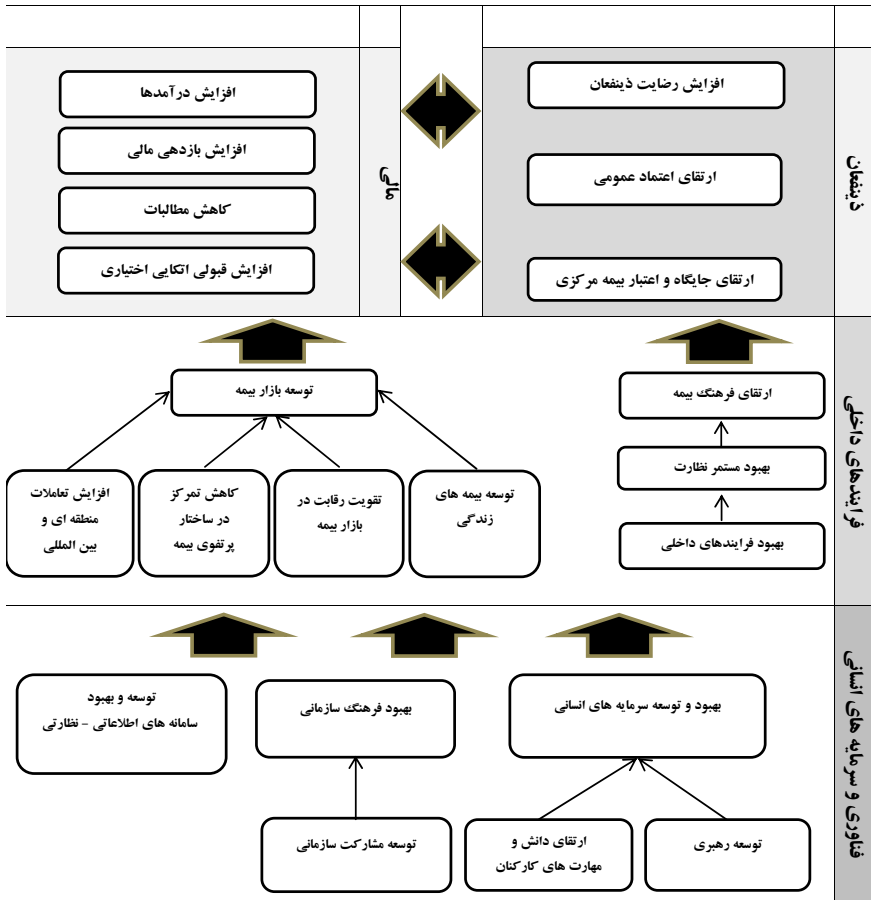 ذینفعان
افزایش رضایت ذینفعان
ارتقای اعتماد عمومی
ارتقای جایگاه و اعتبار بیمه مرکزی
مالی
افزایش درآمدها
افزایش بازدهی مالی
کاهش مطالبات
افزایش قبولی اتکایی اختیاری
فرایندهای داخلی
ارتقای فرهنگ بیمه
بهبود مستمر نظارت
بهبود فرایندهای داخلی
توسعه بازار بیمه
توسعه بیمه های
زندگی
تقویت رقابت در
بازار بیمه
کاهش تمرکز
در ساختار
پرتفوی بیمه
افزایش تعاملات
منطقه ای و
بین المللی
فناوری و سرمایه های انسانی
بهبود و توسعه سرمایه های انسانی
بهبود فرهنگ سازمانی
توسعه و بهبود
سامانه های اطلاعاتی - نظارتی
توسعه رهبری
ارتقای دانش و
مهارت های کارکنان
توسعه مشارکت سازمانی